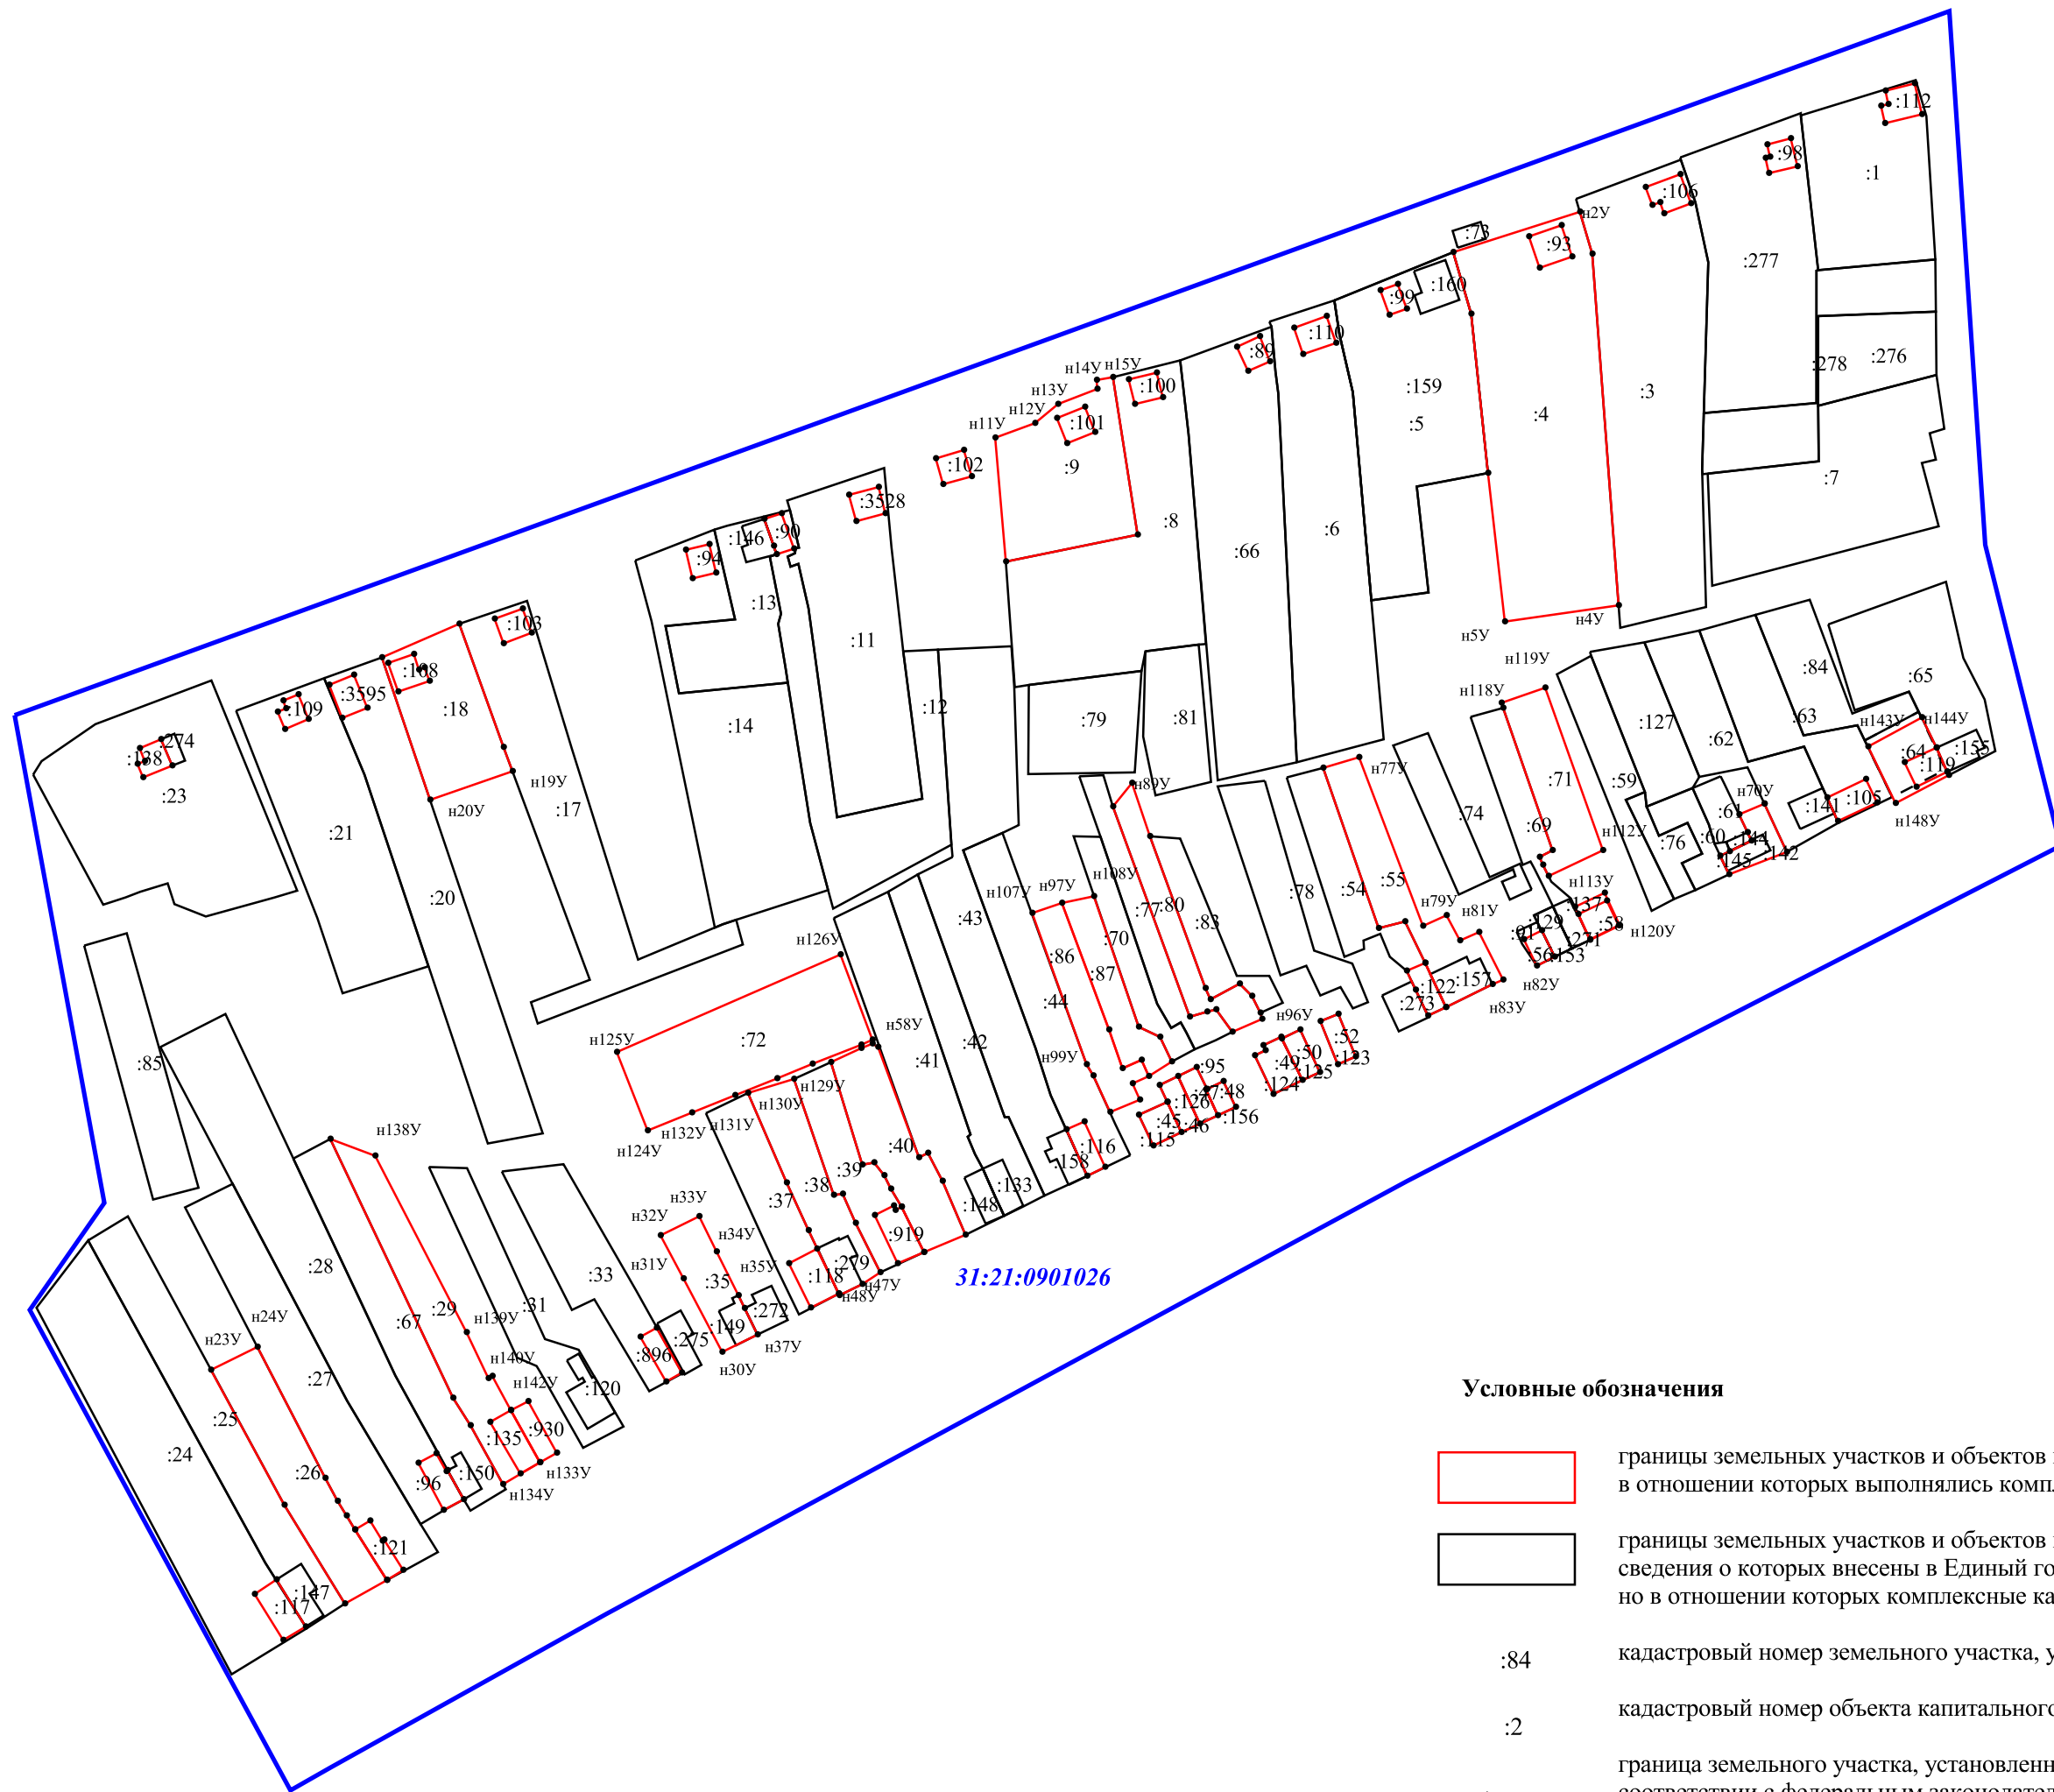 :112
:98
:1
:106
н2У
:73
:93
:277
:160
:99
:110
:278
:276
:89
:159
:3
н14У
н15У
:100
:4
:5
н13У
н12У
:101
н11У
:9
:102
:7
:3528
:8
:6
:90
:146
:66
:94
:13
н5У
н4У
:103
:11
н119У
:84
:65
:108
:3595
:109
:18
:12
:79
:81
н118У
:127
:62
:63
н143У
н144У
:14
:274
:138
:64
:155
:23
н19У
н77У
:71
:59
:119
н20У
:17
н89У
:74
н70У
:141
:105
н148У
:21
:69
н112У
:61
:60
:144
:76
:145
:142
:20
:43
н107У
н97У
н108У
:77
:80
:78
:54
:55
н113У
:137
:83
н79У
н81У
:129
:58
н120У
:91
:271
:70
н126У
:86
:87
:56
:153
:157
н82У
:122
:273
н83У
:44
н58У
н96У
:72
н125У
:42
:41
н99У
:52
:50
:49
:123
:125
:124
:85
:95
:47
:48
:126
:45
:46
:156
:115
н129У
н130У
н131У
н132У
н124У
н138У
:40
:39
:116
:158
:38
:37
:133
:148
н33У
н32У
:919
н34У
н31У
н35У
:28
:33
:35
:279
:118
31:21:0901026
н47У
н48У
:67
:29
:31
н139У
:272
:149
н37У
:275
:896
н30У
н24У
н23У
:27
н140У
:120
н142У
:25
:930
:135
:24
:26
:150
:96
н133У
н134У
:121
:147
:117
Условные обозначения
границы земельных участков и объектов
в отношении которых выполнялись
границы земельных участков и объектов
сведения о которых внесены в Единый
но в отношении которых комплексные
:84
кадастровый номер земельного участка,
:2
кадастровый номер объекта
граница земельного участка,
соответствии с федеральным